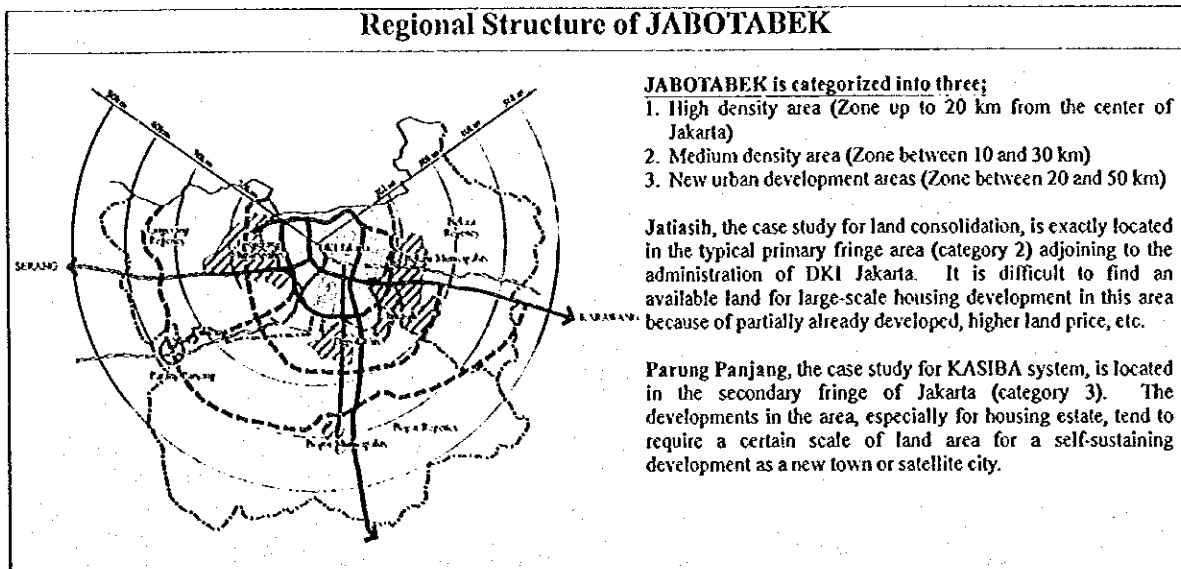 Regional Structure of JABOTABEK
JABOTABEK is categorized into three;
1. High density area (Zone up to 20 km from the center of
Jakarta)
2. Medium density area (Zone between 10 and 30 km)
3. New urban development areas (Zone between 20 and 50 km)
Jatiasih, the case study for land consolidation, is exactly located
in the typical primary fringe area (category 2) adjoining to the
administration of DKI Jakarta. It is difficult to find an
available land for large-scale housing development in this area
because of partially already developed, higher land price, etc.
Parung Panjang, the case study for KASIBA system, is located
in the secondary fringe of Jakarta (category 3). The
developments in the area, especially for housing estate, tend to
require a certain scale of land area for a self-sustaining
development as a new town or satellite city.
SERANG
KARAWANG
Regency
DKI Jakarta
Bogor Regency